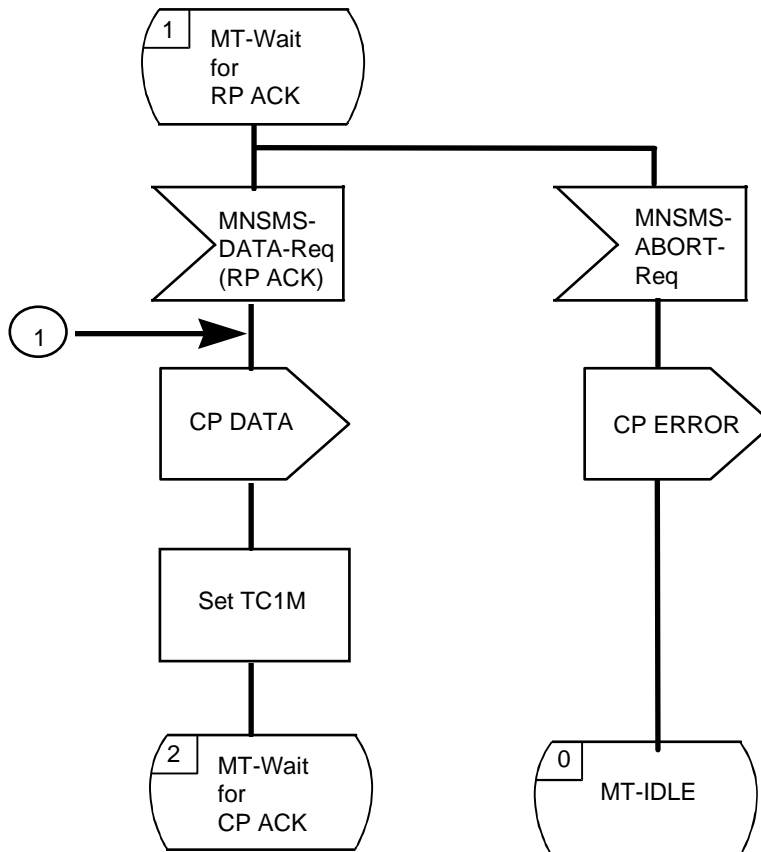 1
MT-Wait
for
RP ACK
MNSMS-
DATA-Req
(RP ACK)
MNSMS-
ABORT-
Req
1
CP DATA
CP ERROR
Set TC1M
2
MT-Wait
for
CP ACK
0
MT-IDLE